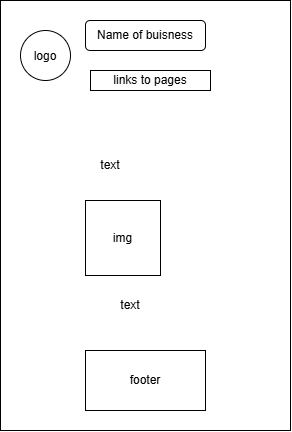 Name of buisness
logo
links to pages
text
img
text
footer